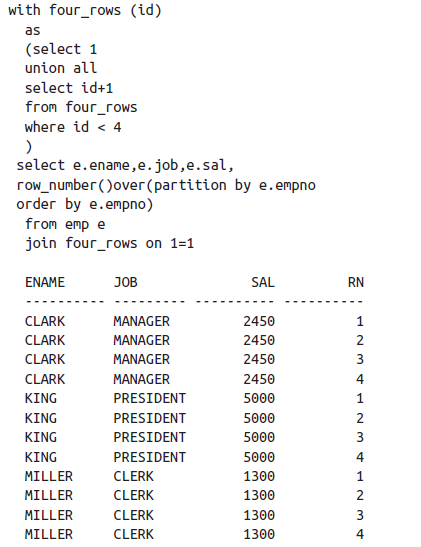 with four_rows (id)
as
(select 1
union all
select id+1
from four_rows
where id < 4
)
select e.ename,e.job,e.sal,
row_number()over(partition by e.empno
order by e.empno)
from emp e
join four_rows on 1=1
ENAME JOB SAL RN
---------- --------- ---------- ----------
CLARK MANAGER 2450 1
CLARK MANAGER 2450 2
CLARK MANAGER 2450 3
CLARK MANAGER 2450 4
KING PRESIDENT 5000 1
KING PRESIDENT 5000 2
KING PRESIDENT 5000 3
KING PRESIDENT 5000 4
MILLER CLERK 1300 1
MILLER CLERK 1300 2
MILLER CLERK 1300 3
MILLER CLERK 1300 4